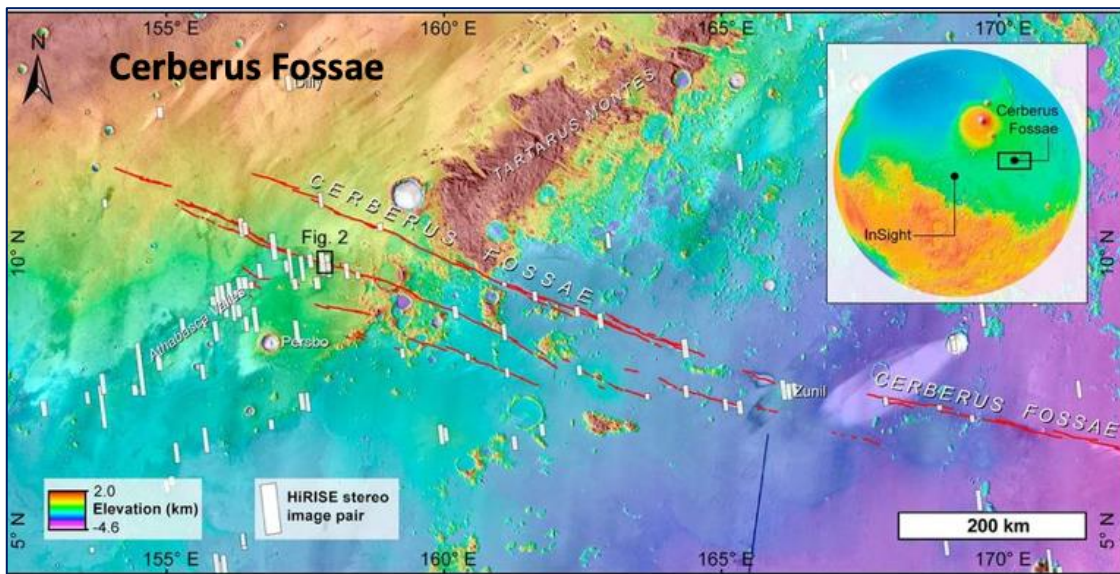 155° E
160° E
165° E
170° E
N
Cerberus Fossae
Dilly
TARTARUS MONTES
Cerberus
Fossae
InSight
CERBERUS FOSSAE
Fig. 2
10° N
10° N
Athabasca Valles
Persbo
Zunil
CERBERUS FOSSAE
2.0
Elevation (km)
-4.6
HiRISE stereo
image pair
200 km
5° N
5° N
155° E
160° E
165° E
170° E